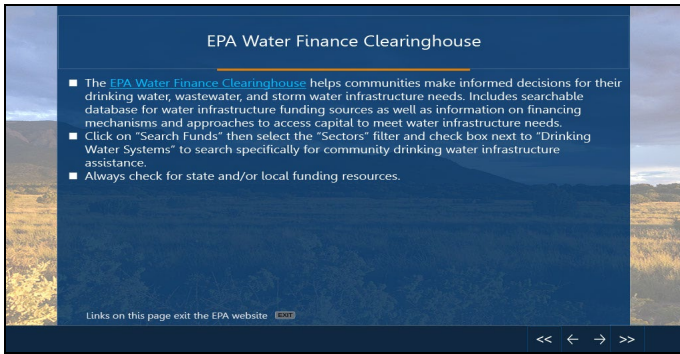 EPA Water Finance Clearinghouse
■ The EPA Water Finance Clearinghouse helps communities make informed decisions for their
drinking water, wastewater, and storm water infrastructure needs. Includes searchable
database for water infrastructure funding sources as well as information on financing
mechanisms and approaches to access capital to meet water infrastructure needs.
■ Click on "Search Funds" then select the "Sectors" filter and check box next to "Drinking
Water Systems" to search specifically for community drinking water infrastructure
assistance.
■ Always check for state and/or local funding resources.
Links on this page exit the EPA website EXIT
<< ← → >>